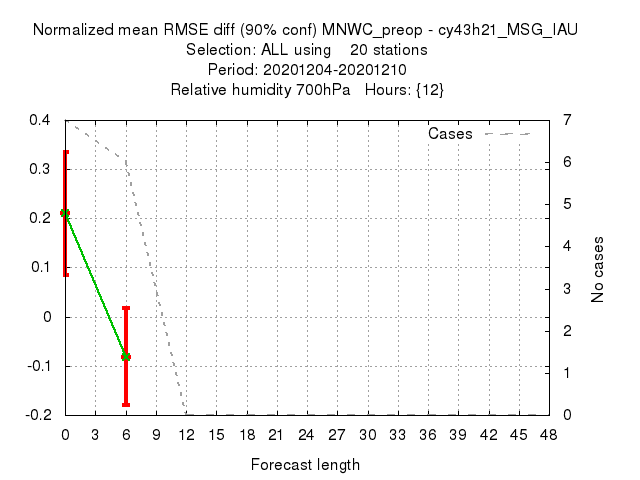 Normalized mean RMSE diff (90% conf) MNWC_preop - cy43h21_MSG_IAU
Selection: ALL using    20 stations
Period: 20201204-20201210
Relative humidity 700hPa   Hours: {12}
Cases
0.4
0.3
0.2
0.1
0
-0.1
-0.2
7
6
5
4
3
2
1
0
No cases
0 3 6 9 12 15 18 21 24 27 30 33 36 39 42 45 48
Forecast length